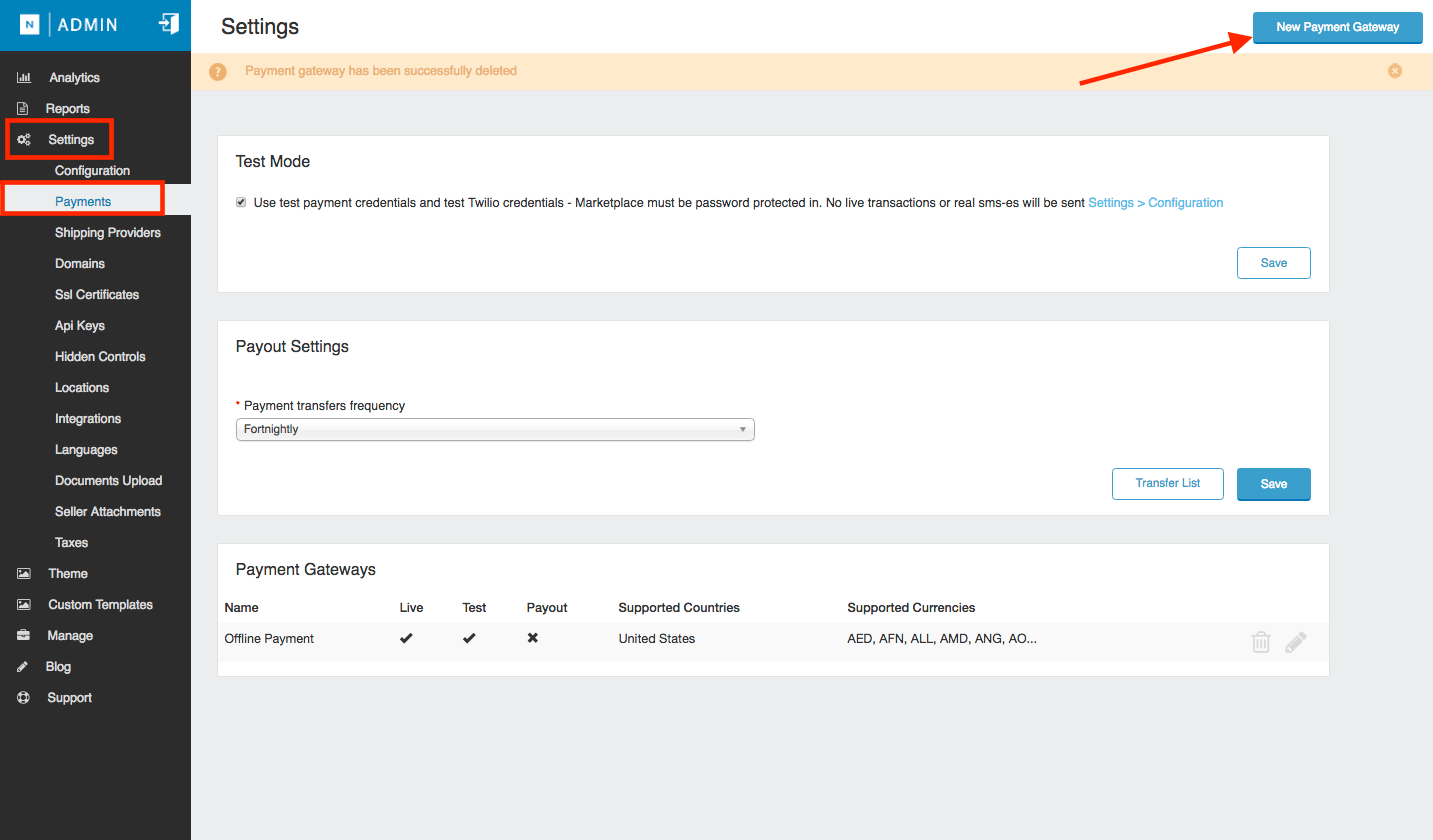 N ADMIN
Settings
New Payment Gateway
Payment gateway has been successfully deleted
Analytics
Reports
Settings
Configuration
Payments
Shipping Providers
Domains
Ssl Certificates
Api Keys
Hidden Controls
Locations
Integrations
Languages
Documents Upload
Seller Attachments
Taxes
Theme
Custom Templates
Manage
Blog
Support
Test Mode
Use test payment credentials and test Twilio credentials - Marketplace must be password protected in. No live transactions or real sms-es will be sent Settings > Configuration
Save
Payout Settings
* Payment transfers frequency
Fortnightly
Transfer List Save
Payment Gateways
Name Live Test Payout Supported Countries Supported Currencies
Offline Payment United States AED, AFN, ALL, AMD, ANG, AO...